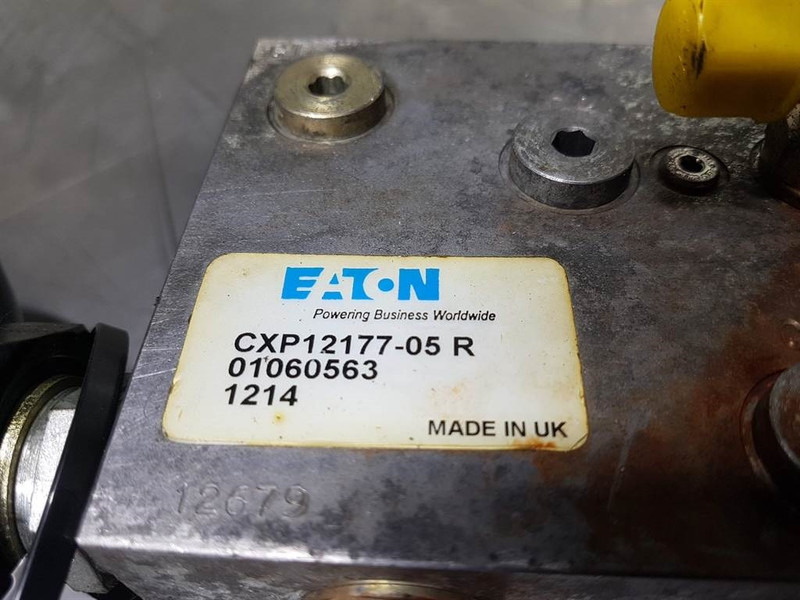 EATON
Powering Business Worldwide
CXP12177-05 R
01060563
1214
MADE IN UK
12679